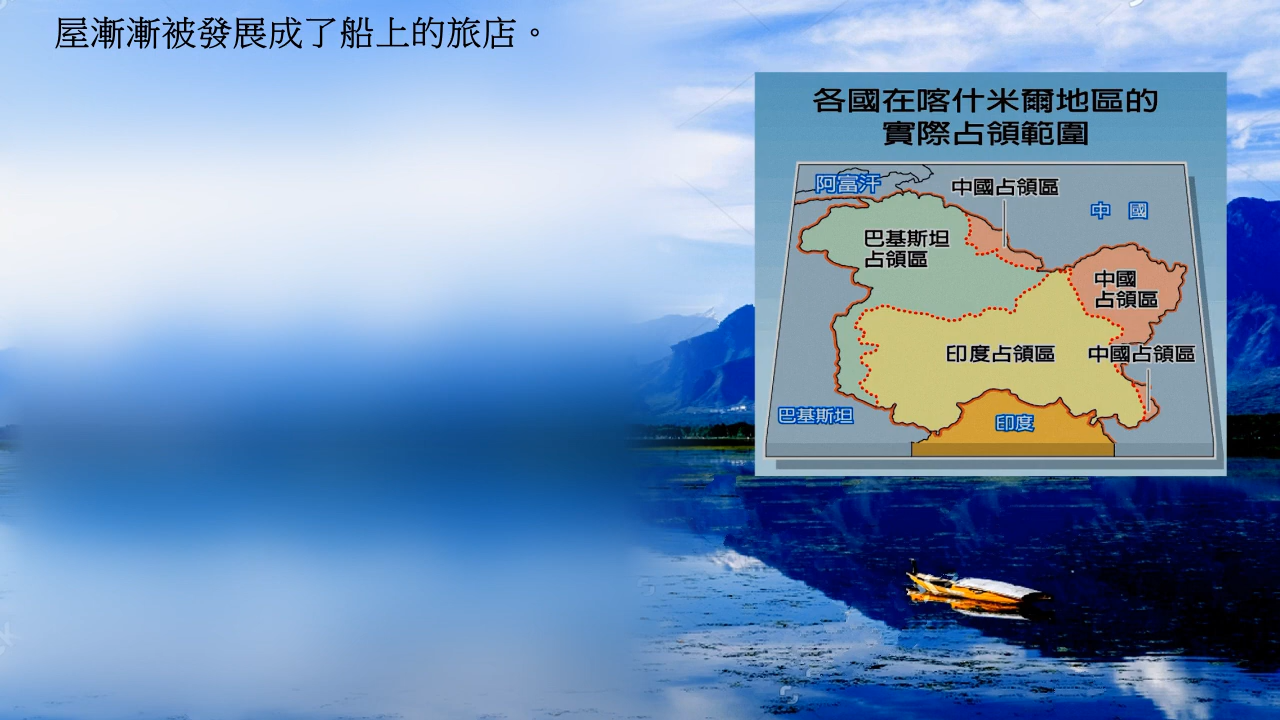 屋漸漸被發展成了船上的旅店。
各國在喀什米爾地區的
實際占領範圍
阿富汗
中國占領區
中 國
巴基斯坦
占領區
中國
占領區
印度占領區
中國占領區
巴基斯坦
印度